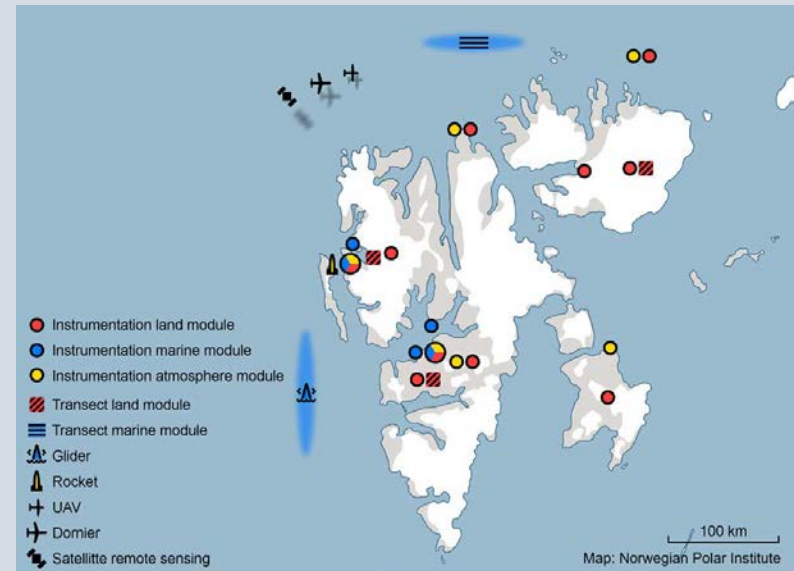 Instrumentation land module
Instrumentation marine module
Instrumentation atmosphere module
Transect land module
Transect marine module
Glider
Rocket
UAV
Dornier
Satellitte remote sensing
100 km
Map: Norwegian Polar Institute